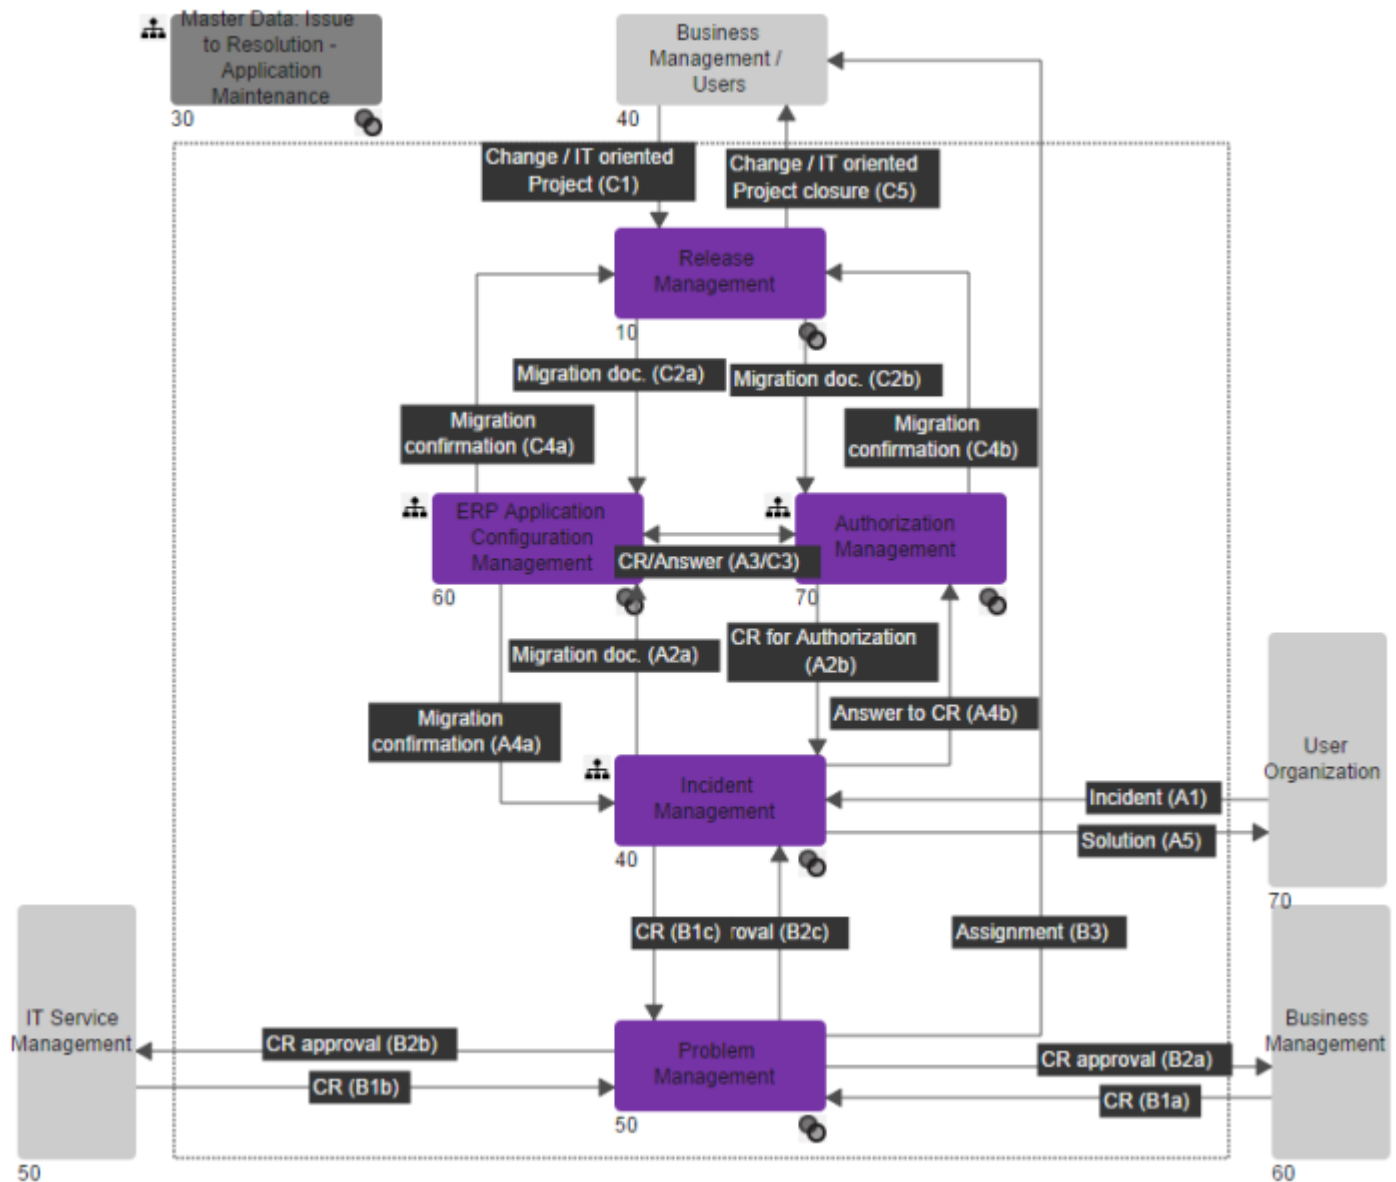 Master Data: Issue
to Resolution -
Application
Maintenance
30
Business
Management /
Users
40
Change / IT oriented
Project (C1)
Change / IT oriented
Project closure (C5)
Release
Management
10
Migration doc. (C2a)
Migration doc. (C2b)
Migration
confirmation (C4a)
Migration
confirmation (C4b)
ERP Application
Configuration
Management
60
Authorization
Management
70
CR/Answer (A3/C3)
Migration doc. (A2a)
CR for Authorization
(A2b)
Migration
confirmation (A4a)
Answer to CR (A4b)
User
Organization
70
Incident
Management
40
Incident (A1)
Solution (A5)
CR (B1c)
roval (B2c)
Assignment (B3)
IT Service
Management
50
CR approval (B2b)
CR (B1b)
Problem
Management
50
CR approval (B2a)
CR (B1a)
Business
Management
60